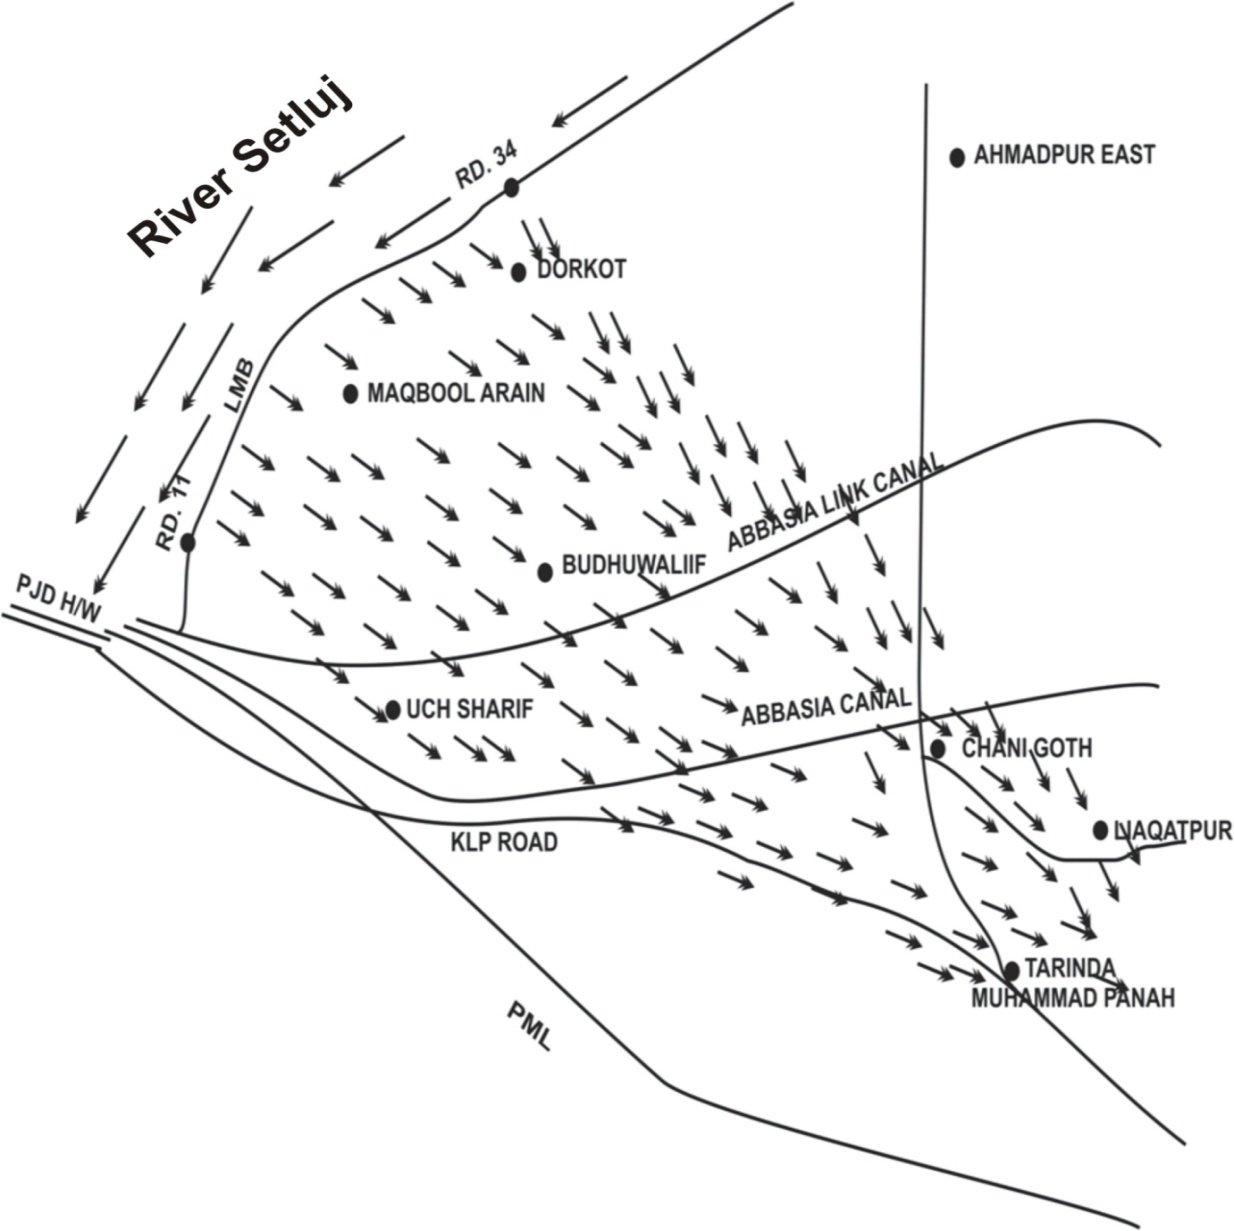 River Setluj
AHMADPUR EAST
RD. 34
DORKOT
LMB
MAQBOOL ARAIN
ABBASIA LINK CANAL
RD. 11
BUDHUWALIIF
PJD H/W
UCH SHARIF
ABBASIA CANAL
CHANI GOTH
LIAQATPUR
KLP ROAD
TARINDA
MUHAMMAD PANAH
PML